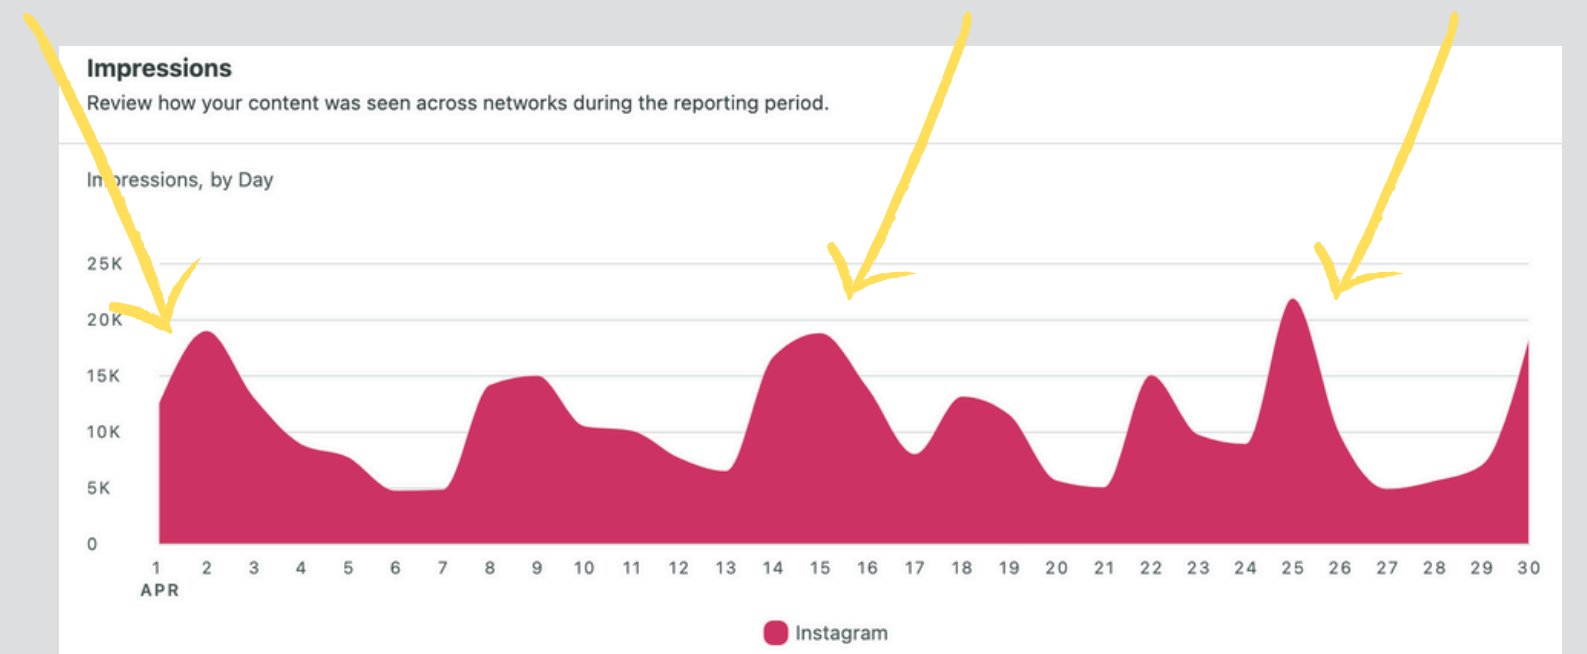 Impressions
Review how your content was seen across networks during the reporting period.
Impressions, by Day
25K
20K
15K
10K
5K
0
1 2 3 4 5 6 7 8 9 10 11 12 13 14 15 16 17 18 19 20 21 22 23 24 25 26 27 28 29 30
APR
Instagram